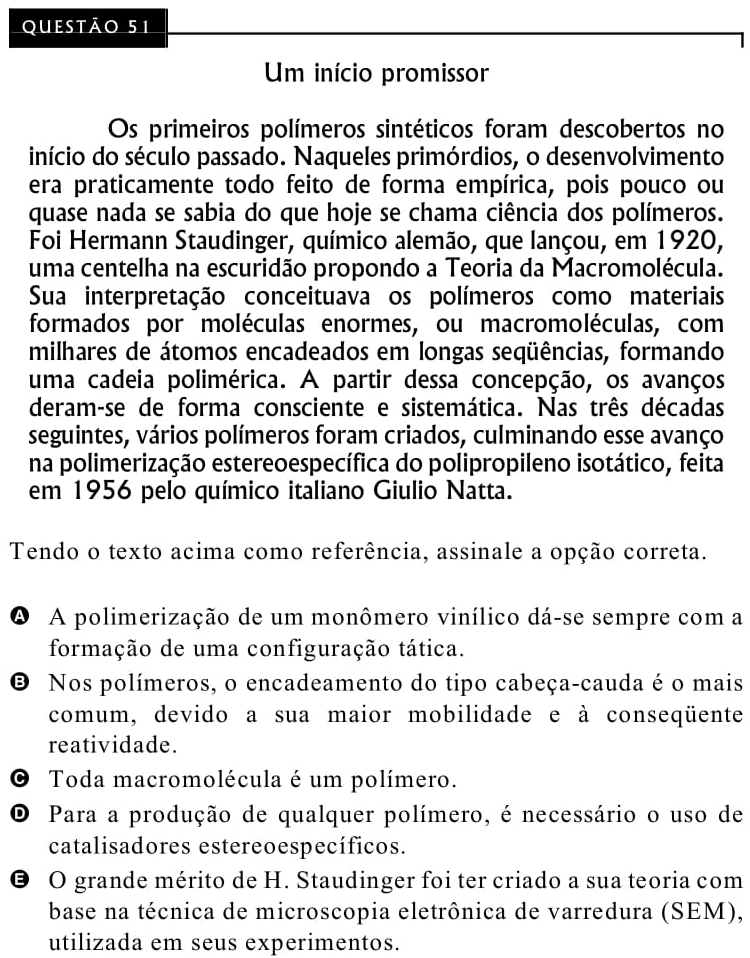 QUESTÃO 51
Um início promissor
Os primeiros polímeros sintéticos foram descobertos no
início do século passado. Naqueles primórdios, o desenvolvimento
era praticamente todo feito de forma empírica, pois pouco ou
quase nada se sabia do que hoje se chama ciência dos polímeros.
Foi Hermann Staudinger, químico alemão, que lançou, em 1920,
uma centelha na escuridão propondo a Teoria da Macromolécula.
Sua interpretação conceituava os polímeros como materiais
formados por moléculas enormes, ou macromoléculas, com
milhares de átomos encadeados em longas seqüências, formando
uma cadeia polimérica. A partir dessa concepção, os avanços
deram-se de forma consciente e sistemática. Nas três décadas
seguintes, vários polímeros foram criados, culminando esse avanço
na polimerização estereoespecífica do polipropileno isotático, feita
em 1956 pelo químico italiano Giulio Natta.
Tendo o texto acima como referência, assinale a opção correta.
A A polimerização de um monômero vinílico dá-se sempre com a
formação de uma configuração tática.
B Nos polímeros, o encadeamento do tipo cabeça-cauda é o mais
comum, devido a sua maior mobilidade e à conseqüente
reatividade.
C Toda macromolécula é um polímero.
D Para a produção de qualquer polímero, é necessário o uso de
catalisadores estereoespecíficos.
E O grande mérito de H. Staudinger foi ter criado a sua teoria com
base na técnica de microscopia eletrônica de varredura (SEM),
utilizada em seus experimentos.